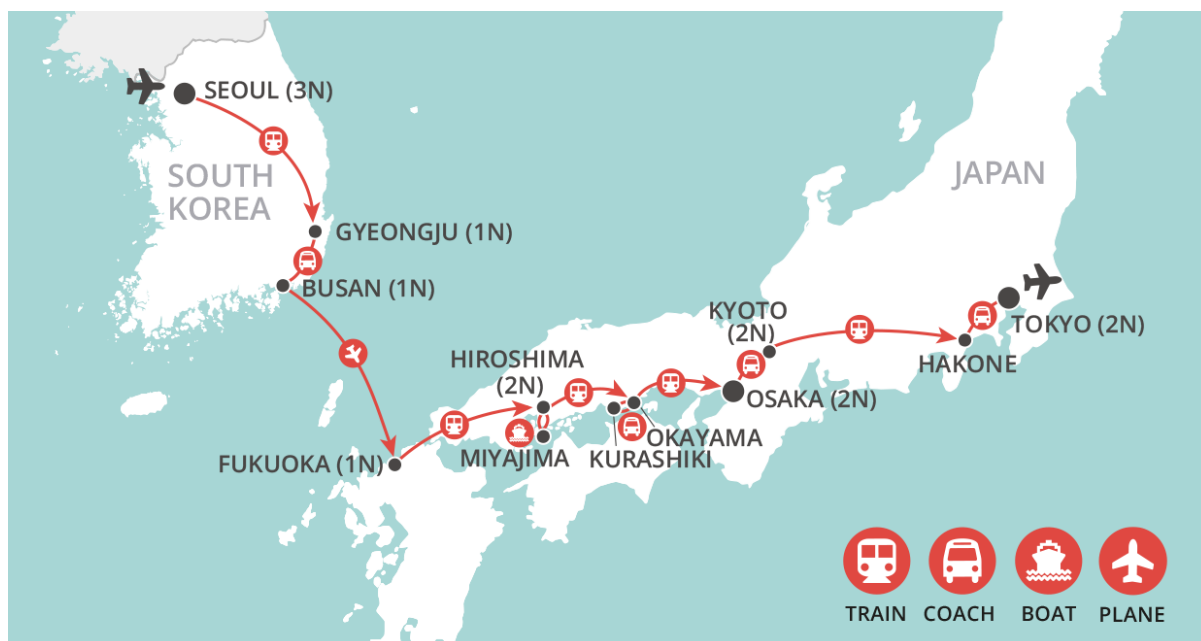 SEOUL (3N)
SOUTH
KOREA
GYEONGJU (1N)
BUSAN (1N)
FUKUOKA (1N)
HIROSHIMA
(2N)
MIYAJIMA
KURASHIKI
OKAYAMA
OSAKA (2N)
KYOTO
(2N)
JAPAN
HAKONE
TOKYO (2N)
TRAIN
COACH
BOAT
PLANE